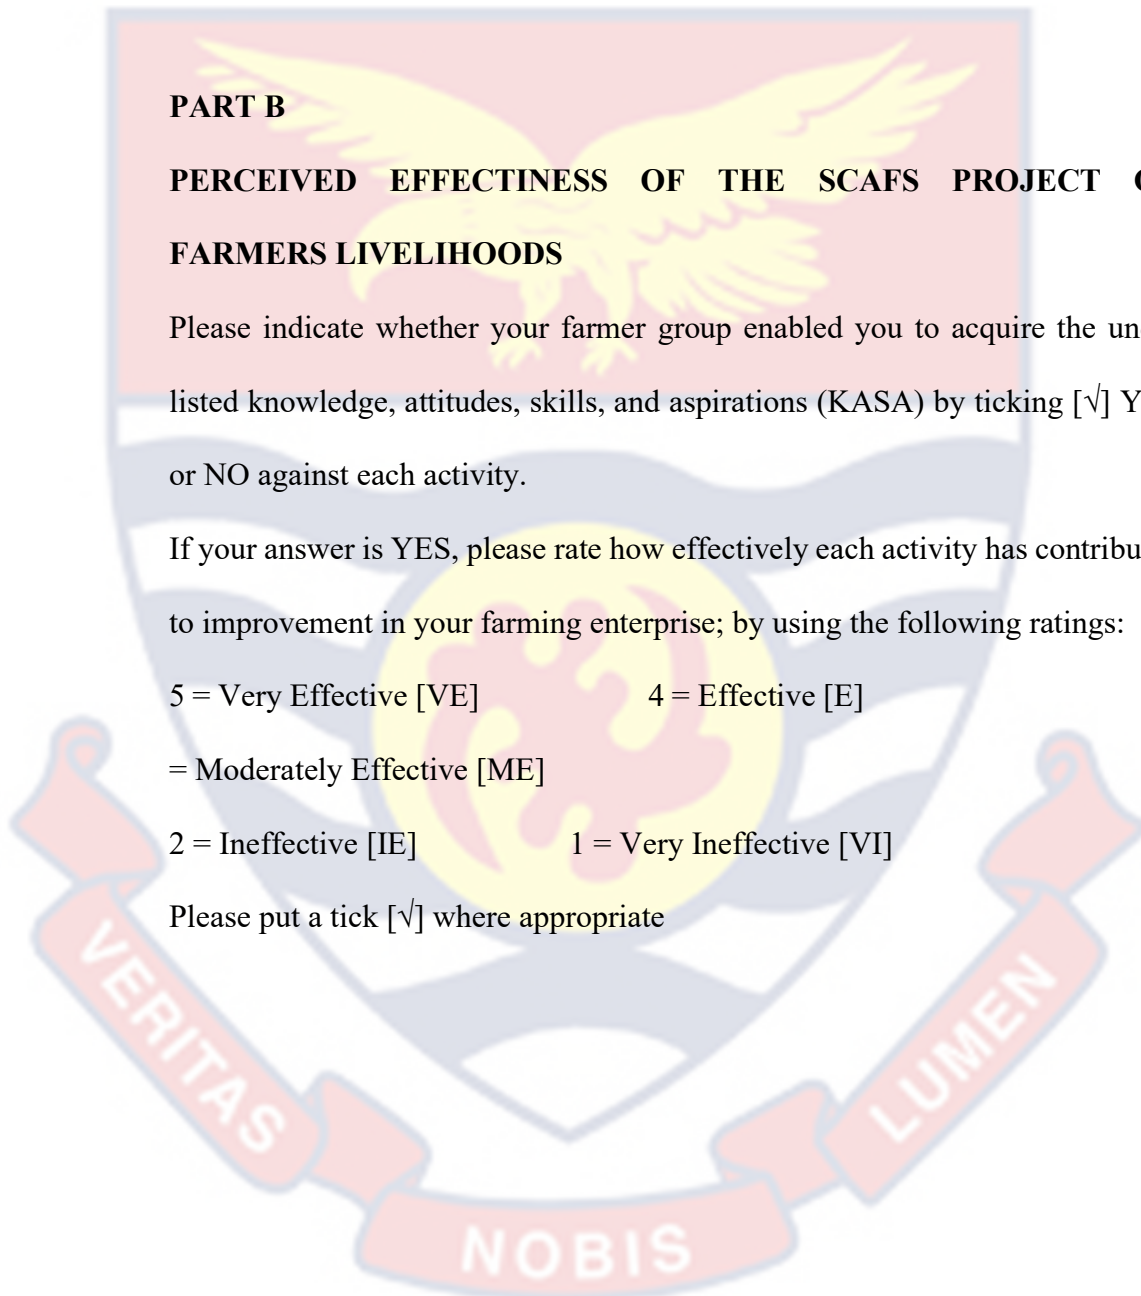 PART B
PERCEIVED EFFECTINESS OF THE SCAFS PROJECT
FARMERS LIVELIHOODS
Please indicate whether your farmer group enabled you to acquire the
listed knowledge, attitudes, skills, and aspirations (KASA) by ticking [√]
or NO against each activity.
If your answer is YES, please rate how effectively each activity has
to improvement in your farming enterprise; by using the following ratings:
5 = Very Effective [VE] 4 = Effective [E]
= Moderately Effective [ME]
2 = Ineffective [IE] 1 = Very Ineffective [VI]
Please put a tick [√] where appropriate
VERITAS
NOBIS
LUMEN